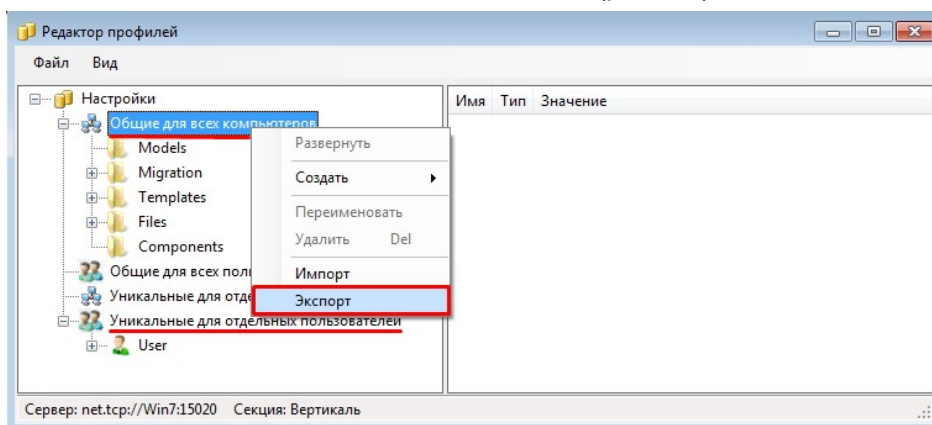 Редактор профилей
Файл Вид
Настройки
Имя Тип Значение
Общие для всех компьютеров
Models
Развернуть
Migration
Создать
Templates
Переименовать
Files
Удалить Del
Components
Общие для всех
Импорт
Уникальные для
Экспорт
Уникальные для отдельных пользователей
User
Сервер: net.tcp://Win7:15020 Секция: Вертикаль